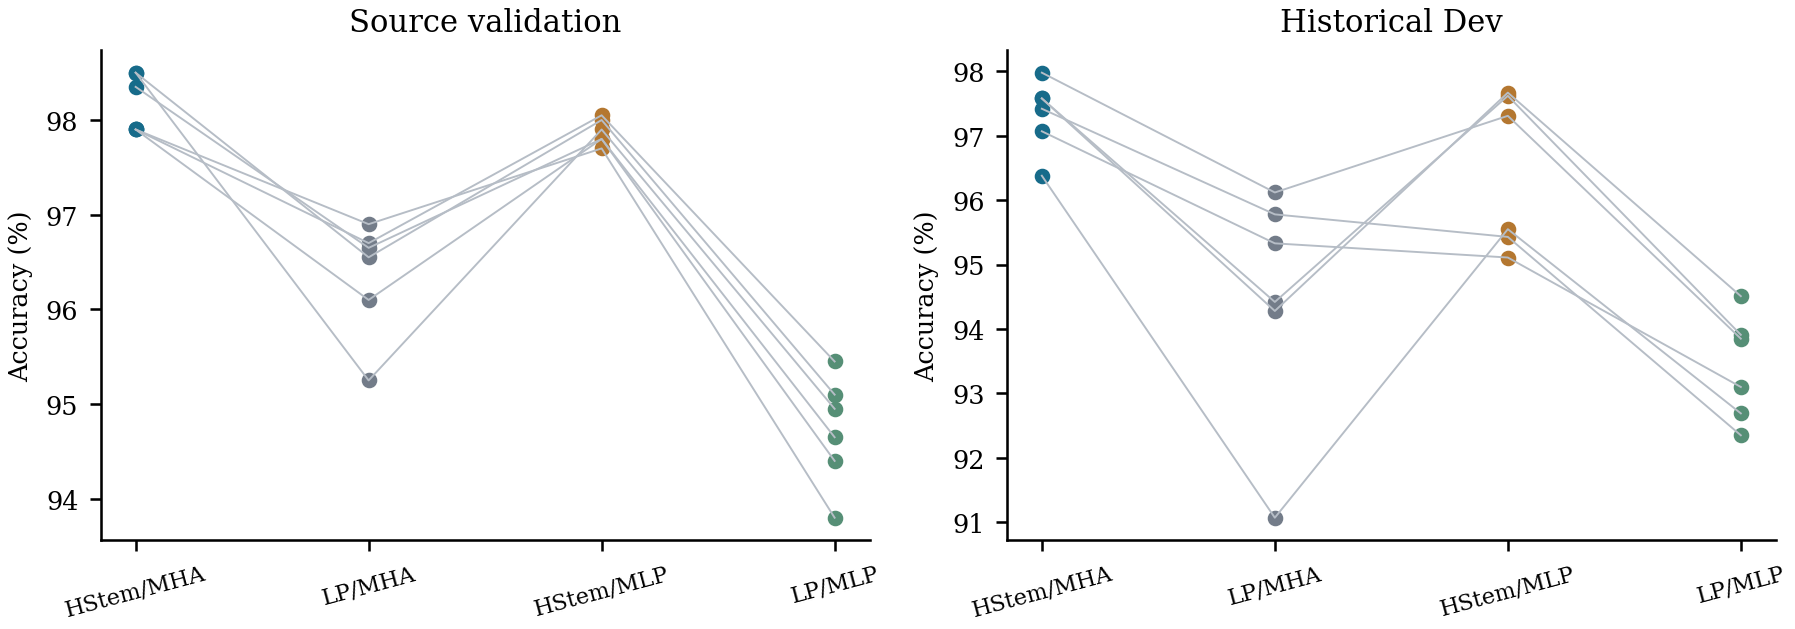 Source validation
Accuracy (%)
98
97
96
95
94
HStem/MHA
LP/MHA
HStem/MLP
LP/MLP
Historical Dev
Accuracy (%)
98
97
96
95
94
93
92
91
HStem/MHA
LP/MHA
HStem/MLP
LP/MLP